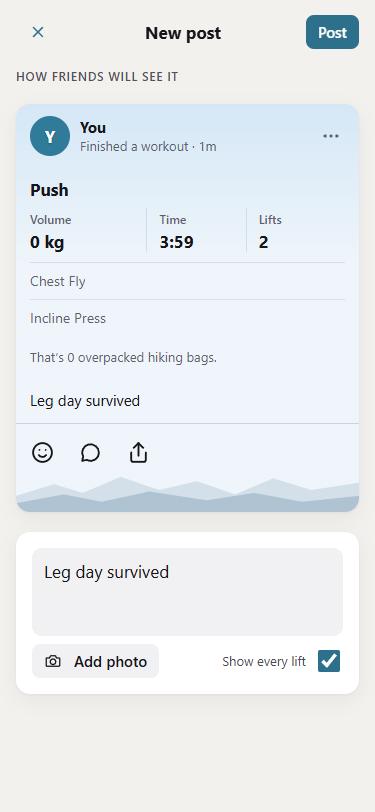 New post
Post
HOW FRIENDS WILL SEE IT
Y
You
Finished a workout · 1m
Push
Volume
Time
Lifts
0 kg
3:59
2
Chest Fly
Incline Press
That's 0 overpacked hiking bags.
Leg day survived
Leg day survived
Add photo
Show every lift